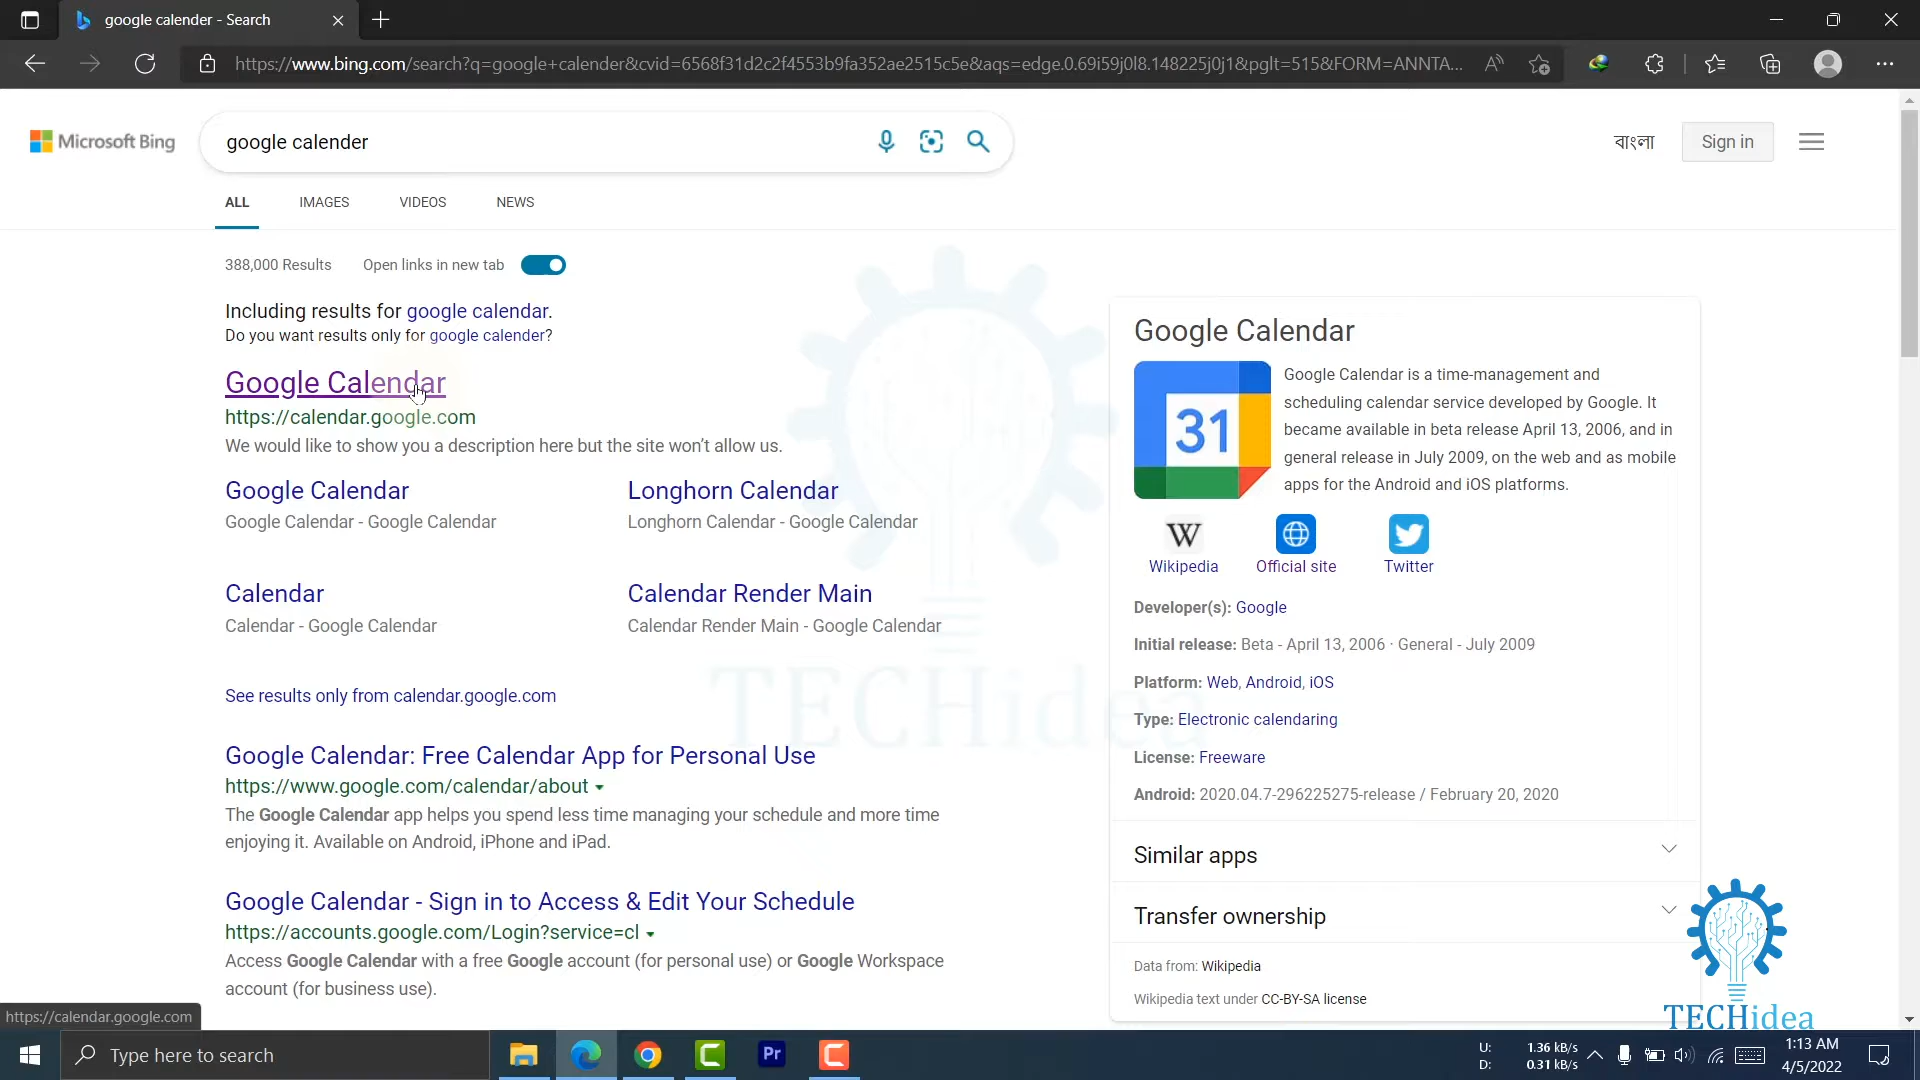 google calender - Search
https://www.bing.com/search?q=google+calender&cvid=6568f31d2c2f4553b9fa352ae2515c5e&aqs=edge.0.69i59j0l8.148225j0j1&pglt=515&FORM=ANNTA...
Microsoft Bing
google calender
বাংলা
Sign in
ALL
IMAGES
VIDEOS
NEWS
388,000 Results
Open links in new tab
Including results for google calendar.
Do you want results only for google calender?
Google Calendar
https://calendar.google.com
We would like to show you a description here but the site won't allow us.
Google Calendar
Google Calendar - Google Calendar
Longhorn Calendar
Longhorn Calendar - Google Calendar
Calendar
Calendar - Google Calendar
Calendar Render Main
Calendar Render Main - Google Calendar
See results only from calendar.google.com
Google Calendar: Free Calendar App for Personal Use
https://www.google.com/calendar/about
The Google Calendar app helps you spend less time managing your schedule and more time
enjoying it. Available on Android, iPhone and iPad.
Google Calendar - Sign in to Access & Edit Your Schedule
https://accounts.google.com/Login?service=cl
Access Google Calendar with a free Google account (for personal use) or Google Workspace
account (for business use).
https://calendar.google.com
Google Calendar
31
Google Calendar is a time-management and
scheduling calendar service developed by Google. It
became available in beta release April 13, 2006, and in
general release in July 2009, on the web and as mobile
apps for the Android and iOS platforms.
W
Wikipedia
Official site
Twitter
Developer(s): Google
Initial release: Beta - April 13, 2006 · General - July 2009
Platform: Web, Android, iOS
Type: Electronic calendaring
License: Freeware
Android: 2020.04.7-296225275-release / February 20, 2020
Similar apps
Transfer ownership
Data from: Wikipedia
Wikipedia text under CC-BY-SA license
TECHidea
TECHidea
Type here to search
Pr
U: 1.36 kB/s
D: 0.31 kB/s
1:13 AM
4/5/2022